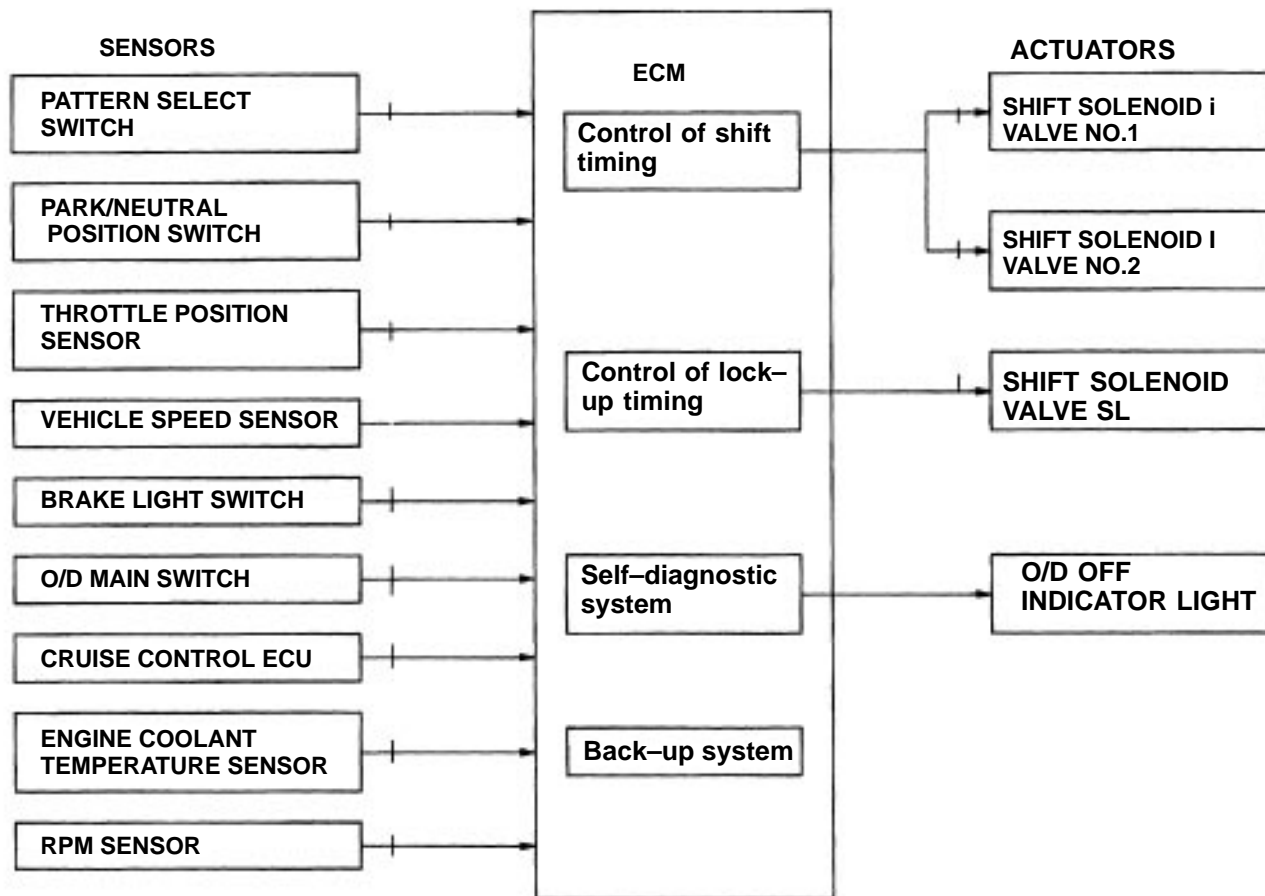 SENSORS
PATTERN SELECT
SWITCH
PARK/NEUTRAL
POSITION SWITCH
THROTTLE POSITION
SENSOR
VEHICLE SPEED SENSOR
BRAKE LIGHT SWITCH
O/D MAIN SWITCH
CRUISE CONTROL ECU
ENGINE COOLANT
TEMPERATURE SENSOR
RPM SENSOR
ECM
Control of shift
timing
Control of lock–
up timing
Self–diagnostic
system
Back–up system
ACTUATORS
SHIFT SOLENOID i
VALVE NO.1
SHIFT SOLENOID I
VALVE NO.2
SHIFT SOLENOID
VALVE SL
O/D OFF
INDICATOR LIGHT